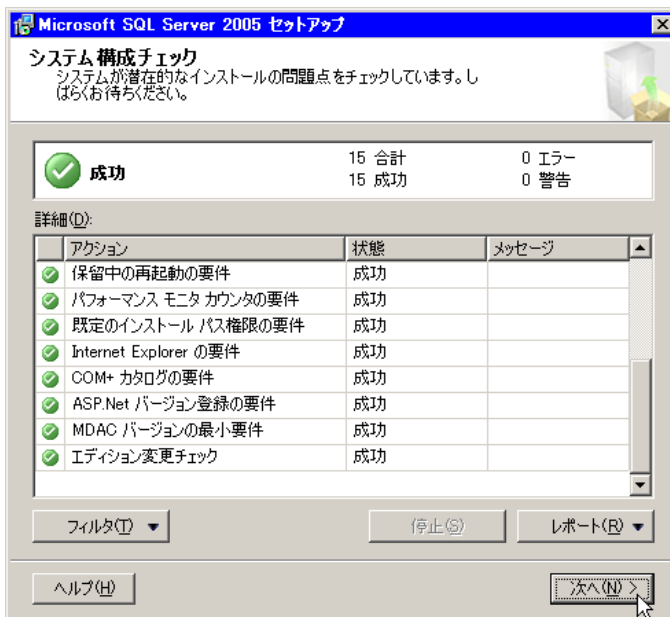 Microsoft SQL Server 2005 セットアップ
システム構成チェック
システムが潜在的なインストールの問題点をチェックしています。し
ばらくお待ちください。
成功
15 合計
0 エラー
15 成功
0 警告
詳細(D):
アクション 状態 メッセージ
保留中の再起動の要件 成功
パフォーマンス モニタ カウンタの要件 成功
既定のインストール パス権限の要件 成功
Internet Explorer の要件 成功
COM+ カタログの要件 成功
ASP.Net バージョン登録の要件 成功
MDAC バージョンの最小要件 成功
エディション変更チェック 成功
フィルタ(T) 停止(S) レポート(R)
ヘルプ(H) 次へ(N) >